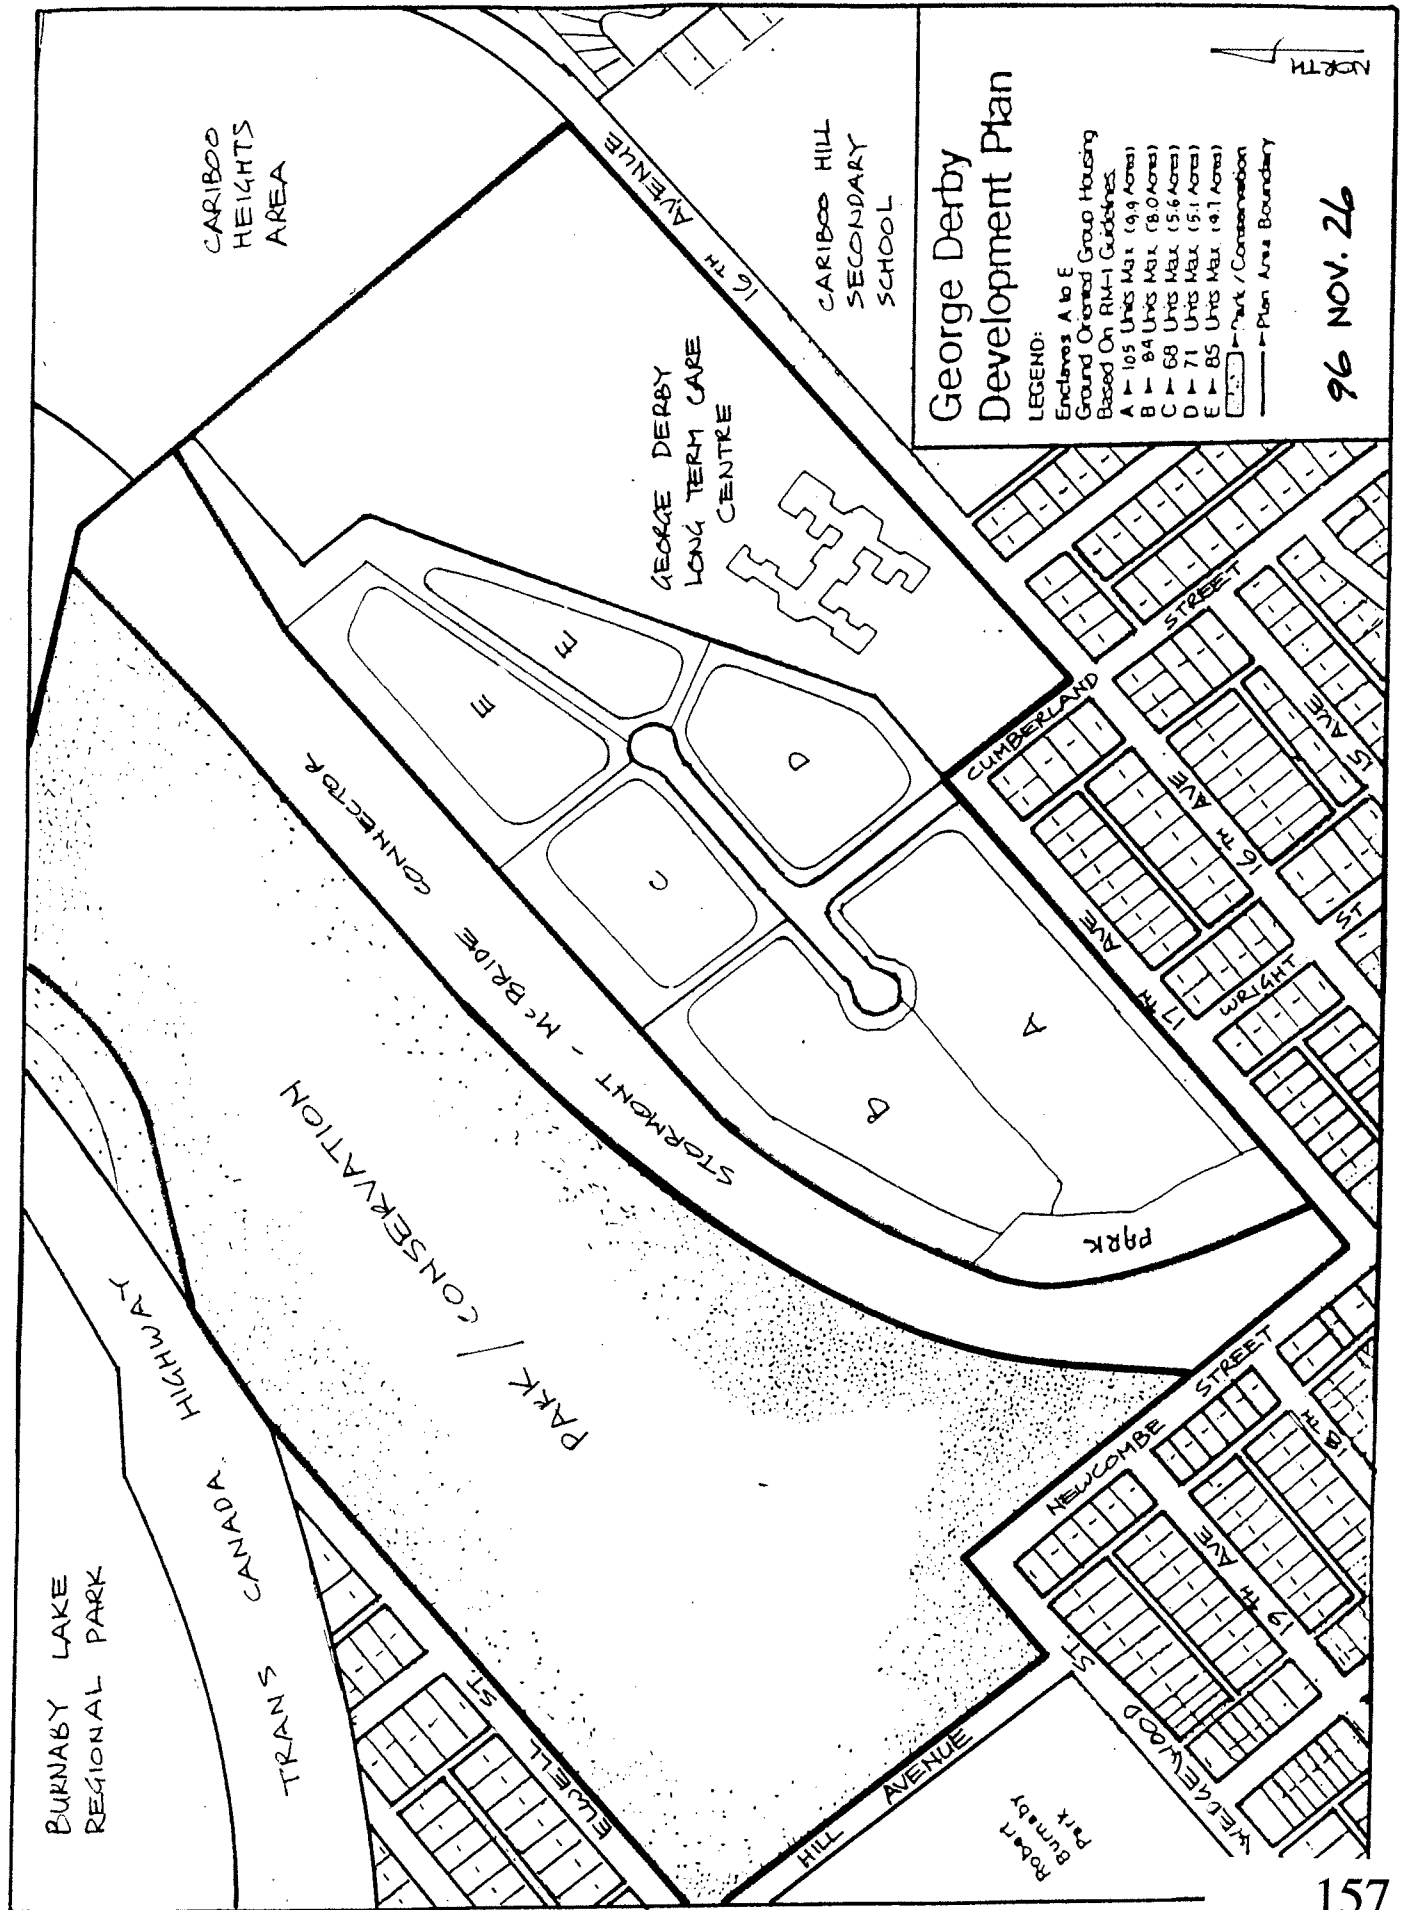 BURNABY LAKE
REGIONAL PARK
TRANS CANADA HIGHWAY
CARIBOO
HEIGHTS
AREA
PARK / CONSERVATION
STORMONT - McBRIDE CONNECTOR
16 TH AVENUE
CARIBOO HILL
SECONDARY
SCHOOL
GEORGE DERBY
LONG TERM CARE
CENTRE
E
E
D
C
B
A
PARK
ELWELL ST
HILL AVENUE
Robert
Burnaby
Park
WEDGEWOOD ST
NEWCOMBE STREET
19 TH AVE
18 TH
17 TH AVE
WRIGHT ST
16 TH AVE
15 AVE
CUMBERLAND STREET
George Derby
Development Plan
LEGEND:
Enclaves A to E
Ground Oriented Group Housing
Based On RM-1 Guidelines.
A 105 Units Max. (9.9 Acres)
B 84 Units Max. (8.0 Acres)
C 68 Units Max. (5.6 Acres)
D 71 Units Max. (5.1 Acres)
E 85 Units Max. (9.7 Acres)
Park / Conservation
Plan Area Boundary
NORTH
96 NOV. 26
157